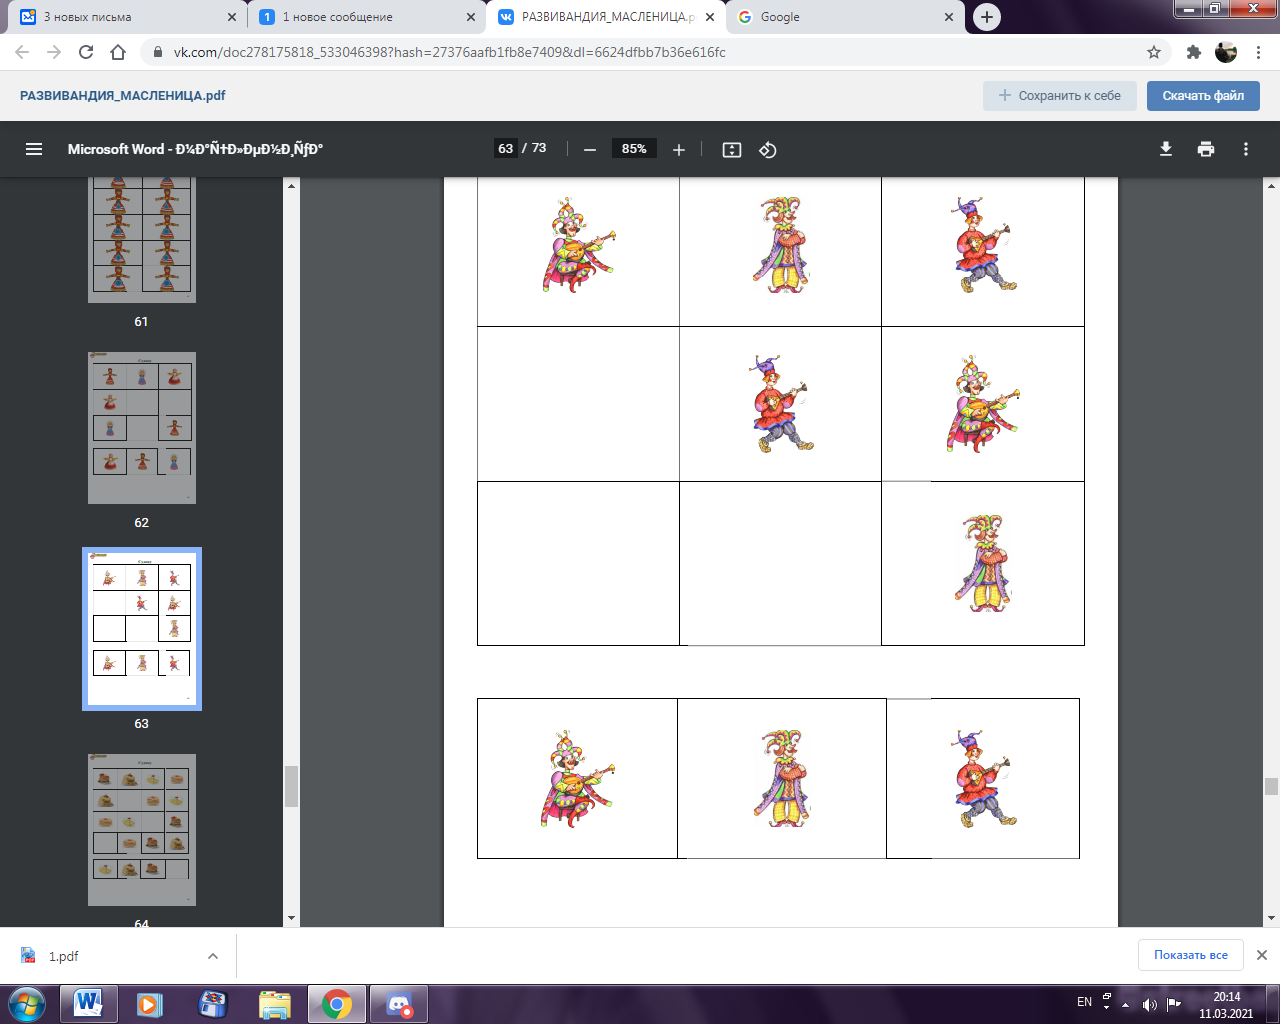 3 новых письма
1 новое сообщение
РАЗВИВАНДИЯ_МАСЛЕНИЦА.p
Google
vk.com/doc278175818_533046398?hash=27376aafb1fb8e7409&dl=6624dfbb7b36e616fc
РАЗВИВАНДИЯ_МАСЛЕНИЦА.pdf
Сохранить к себе
Скачать файл
Microsoft Word - Ð¼Ð°Ñ†Ð»ÐµÐ½Ð¸ÑƒÐ°
63 / 73
85%
61
62
63
64
1.pdf
Показать все
EN
20:14
11.03.2021